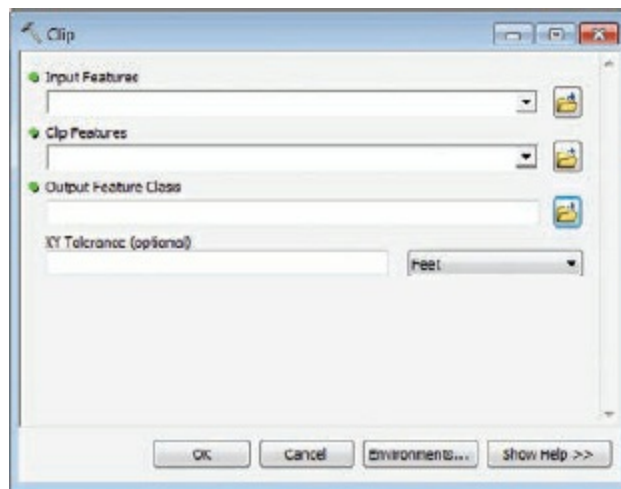 Clip
Input Features
Clip Features
Output Feature Class
XY Tolerance (optional)
Feet
OK Cancel Environments... Show Help >>